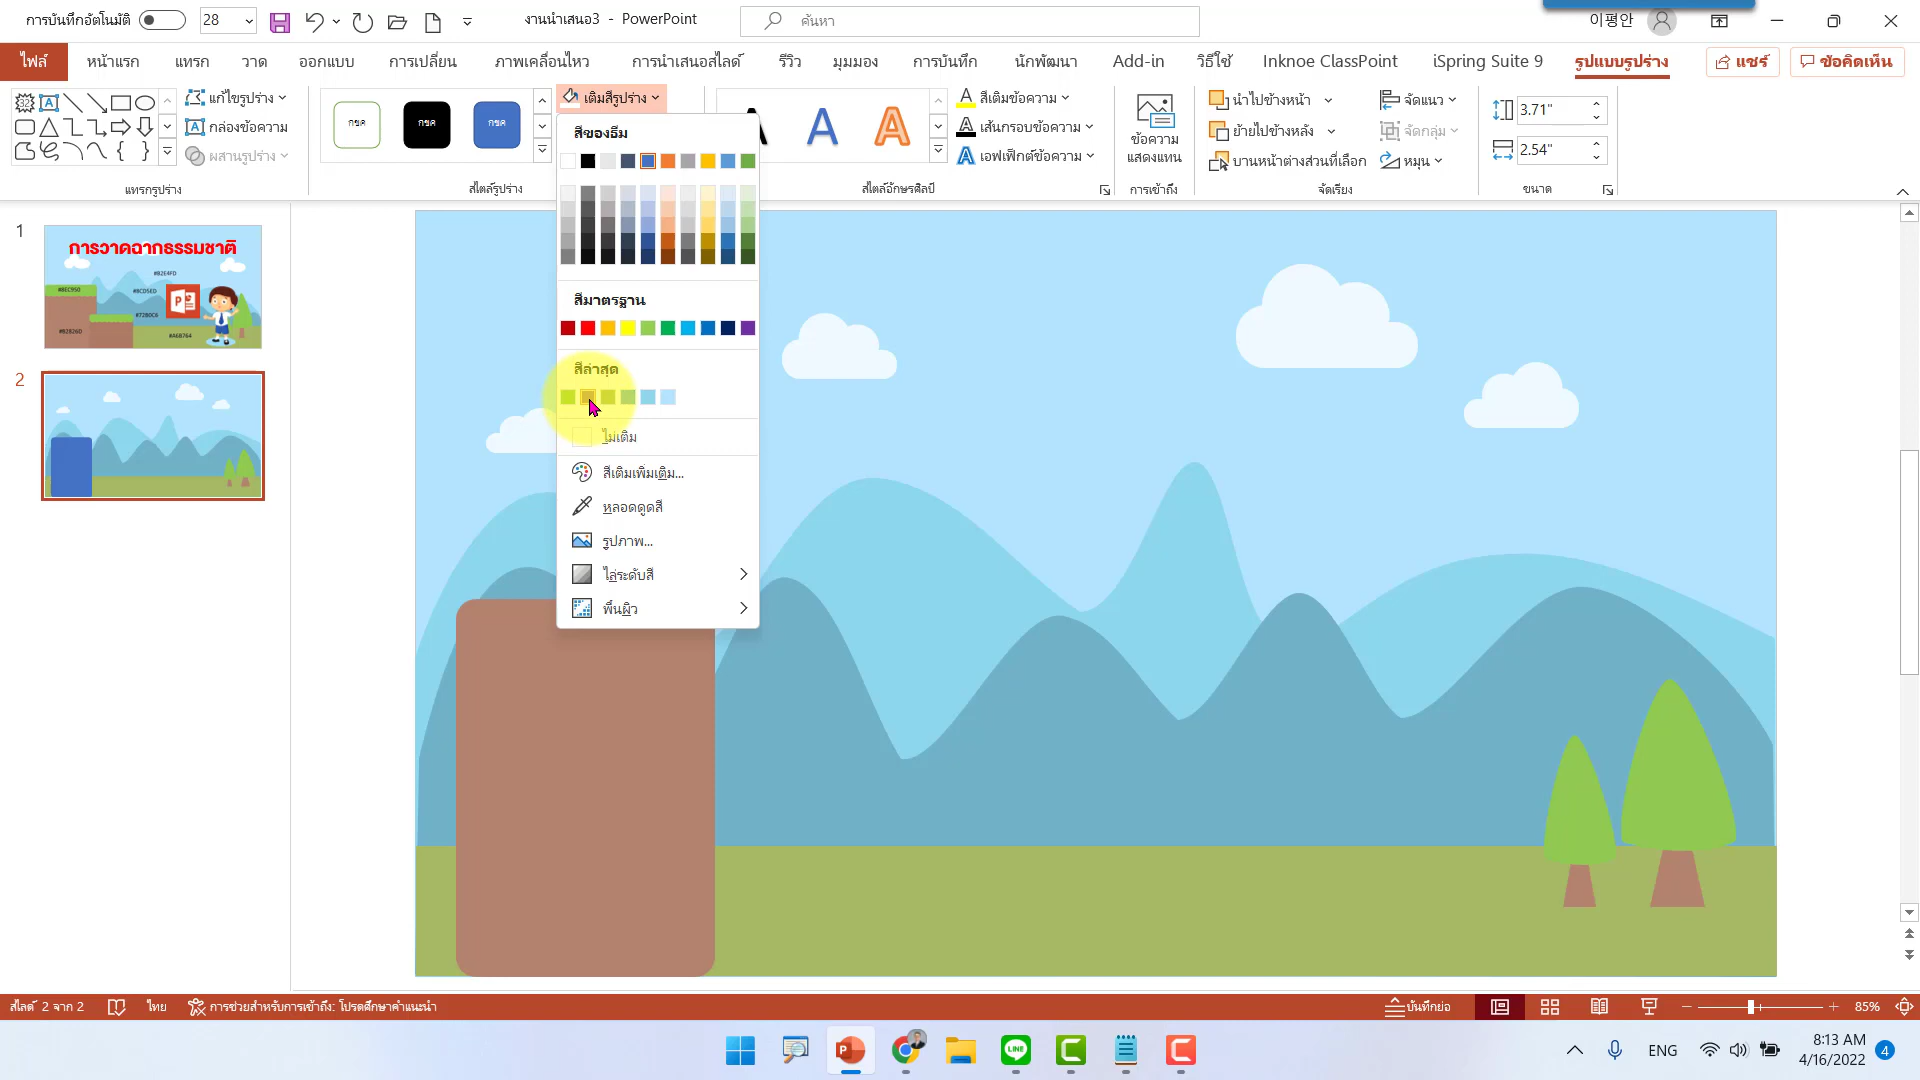 การบันทึกอัตโนมัติ 28 งานนำเสนอ3 - PowerPoint ค้นหา 이평안
ไฟล์ หน้าแรก แทรก วาด ออกแบบ การเปลี่ยน ภาพเคลื่อนไหว การนำเสนอสไลด์ รีวิว มุมมอง การบันทึก นักพัฒนา Add-in วิธีใช้ Inknoe ClassPoint iSpring Suite 9 รูปแบบรูปร่าง แชร์ ข้อคิดเห็น
แก้ไขรูปร่าง
กล่องข้อความ
ผสานรูปร่าง
แทรกรูปร่าง
กขค กขค กขค
สไตล์รูปร่าง
เติมสีรูปร่าง
สีของธีม
สีมาตรฐาน
สีล่าสุด
ไม่เติม
สีเติมเพิ่มเติม...
หลอดดูดสี
รูปภาพ...
ไล่ระดับสี
พื้นผิว
A A A
สีเติมข้อความ
เส้นกรอบข้อความ
เอฟเฟ็กต์ข้อความ
สไตล์อักษรศิลป์
ข้อความ
แสดงแทน
การเข้าถึง
นำไปข้างหน้า
ย้ายไปข้างหลัง
บานหน้าต่างส่วนที่เลือก
จัดแนว
จัดกลุ่ม
หมุน
จัดเรียง
3.71"
2.54"
ขนาด
1
การวาดฉากธรรมชาติ
#B2E4FD
#8EC950
#8CD5ED
#72B0C6
#B2826D
#A6B764
2
สไลด์ 2 จาก 2 ไทย การช่วยสำหรับการเข้าถึง: โปรดศึกษาคำแนะนำ บันทึกย่อ 85%
LINE
ENG
8:13 AM
4/16/2022
4